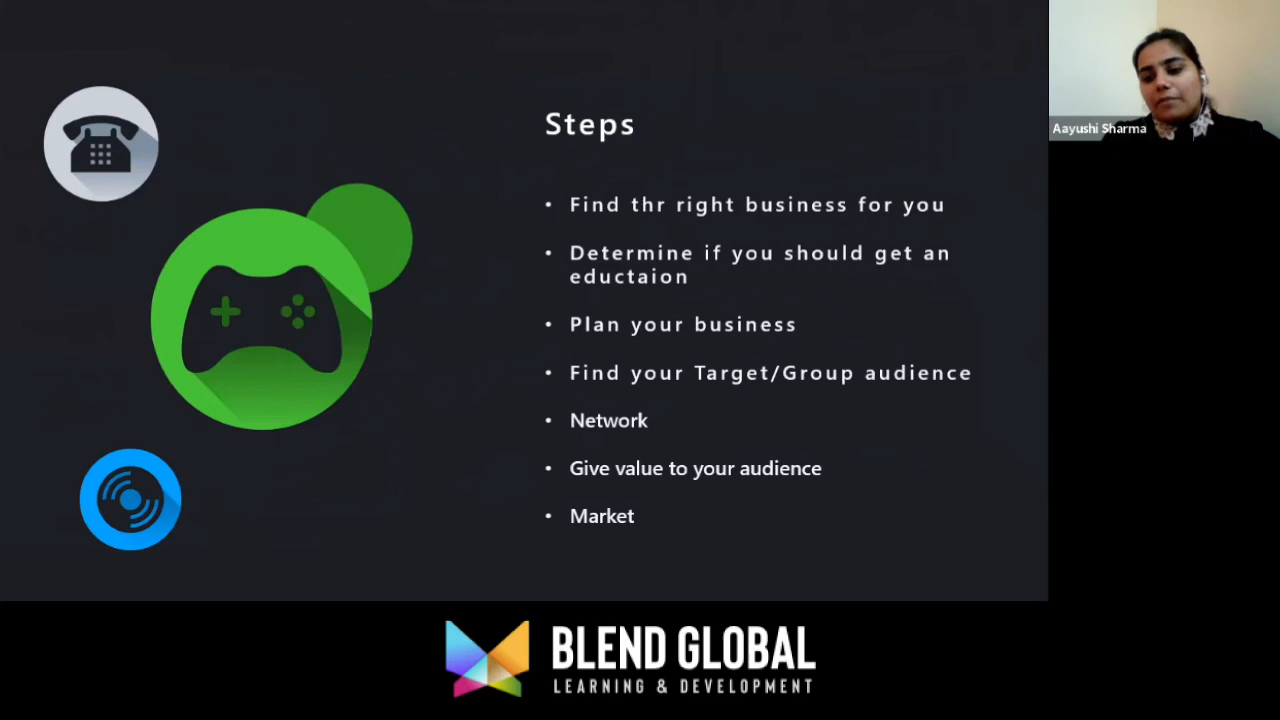 Steps
Aayushi Sharma
• Find thr right business for you
• Determine if you should get an
eductaion
• Plan your business
• Find your Target/Group audience
• Network
• Give value to your audience
• Market
BLEND GLOBAL
LEARNING & DEVELOPMENT